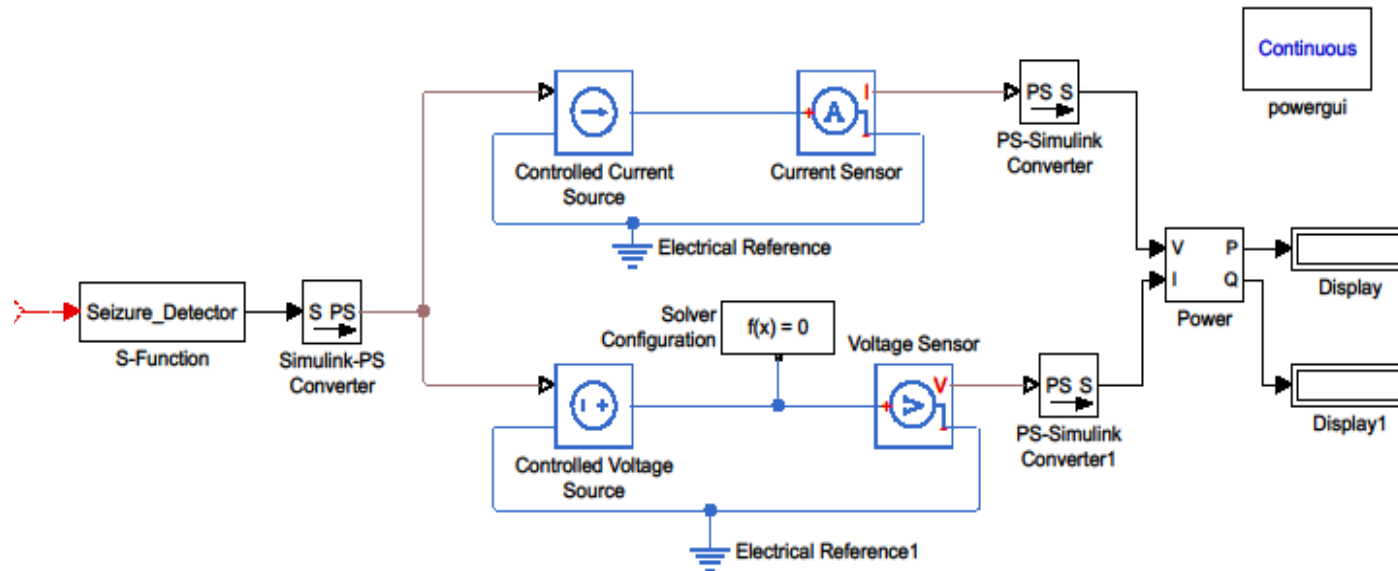 Continuous
powergui
I
A
Controlled Current
Source
Current Sensor
PS S
PS-Simulink
Converter
Electrical Reference
V P
I Q
Power
Display
Seizure_Detector
S-Function
S PS
Simulink-PS
Converter
Solver
Configuration
f(x) = 0
Voltage Sensor
V
V
PS S
PS-Simulink
Converter1
Display1
Controlled Voltage
Source
Electrical Reference1